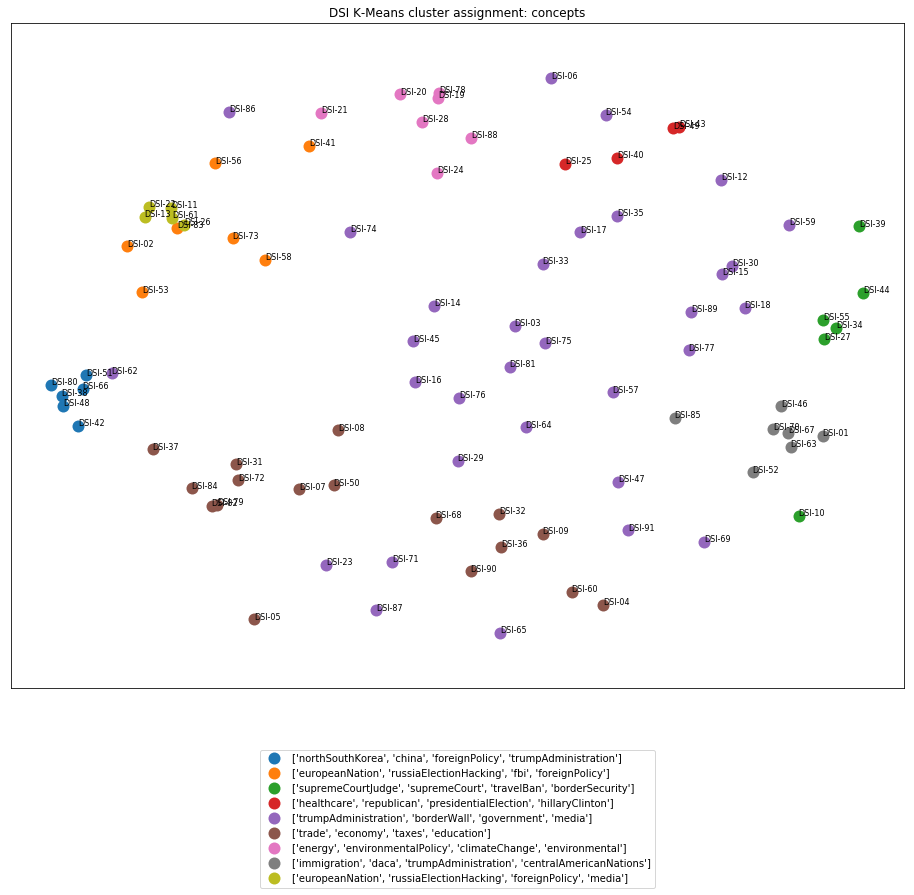 DSI K-Means cluster assignment: concepts
DSI-06
DSI-20
DSI-78
DSI-19
DSI-86
DSI-21
DSI-54
DSI-28
DSI-43
DSI-49
DSI-88
DSI-41
DSI-40
DSI-56
DSI-25
DSI-24
DSI-12
DSI-11
DSI-13
DSI-61
DSI-26
DSI-83
DSI-35
DSI-59
DSI-39
DSI-74
DSI-17
DSI-73
DSI-02
DSI-58
DSI-33
DSI-30
DSI-15
DSI-53
DSI-44
DSI-14
DSI-18
DSI-89
DSI-55
DSI-03
DSI-34
DSI-27
DSI-45
DSI-75
DSI-77
DSI-81
DSI-62
DSI-51
DSI-80
DSI-66
DSI-16
DSI-38
DSI-48
DSI-57
DSI-76
DSI-46
DSI-85
DSI-42
DSI-64
DSI-08
DSI-67
DSI-01
DSI-63
DSI-37
DSI-29
DSI-31
DSI-52
DSI-72
DSI-47
DSI-84
DSI-07
DSI-50
DSI-79
DSI-32
DSI-10
DSI-68
DSI-91
DSI-09
DSI-69
DSI-36
DSI-71
DSI-23
DSI-90
DSI-60
DSI-04
DSI-87
DSI-05
DSI-65
['northSouthKorea', 'china', 'foreignPolicy', 'trumpAdministration']
['europeanNation', 'russiaElectionHacking', 'fbi', 'foreignPolicy']
['supremeCourtJudge', 'supremeCourt', 'travelBan', 'borderSecurity']
['healthcare', 'republican', 'presidentialElection', 'hillaryClinton']
['trumpAdministration', 'borderWall', 'government', 'media']
['trade', 'economy', 'taxes', 'education']
['energy', 'environmentalPolicy', 'climateChange', 'environmental']
['immigration', 'daca', 'trumpAdministration', 'centralAmericanNations']
['europeanNation', 'russiaElectionHacking', 'foreignPolicy', 'media']